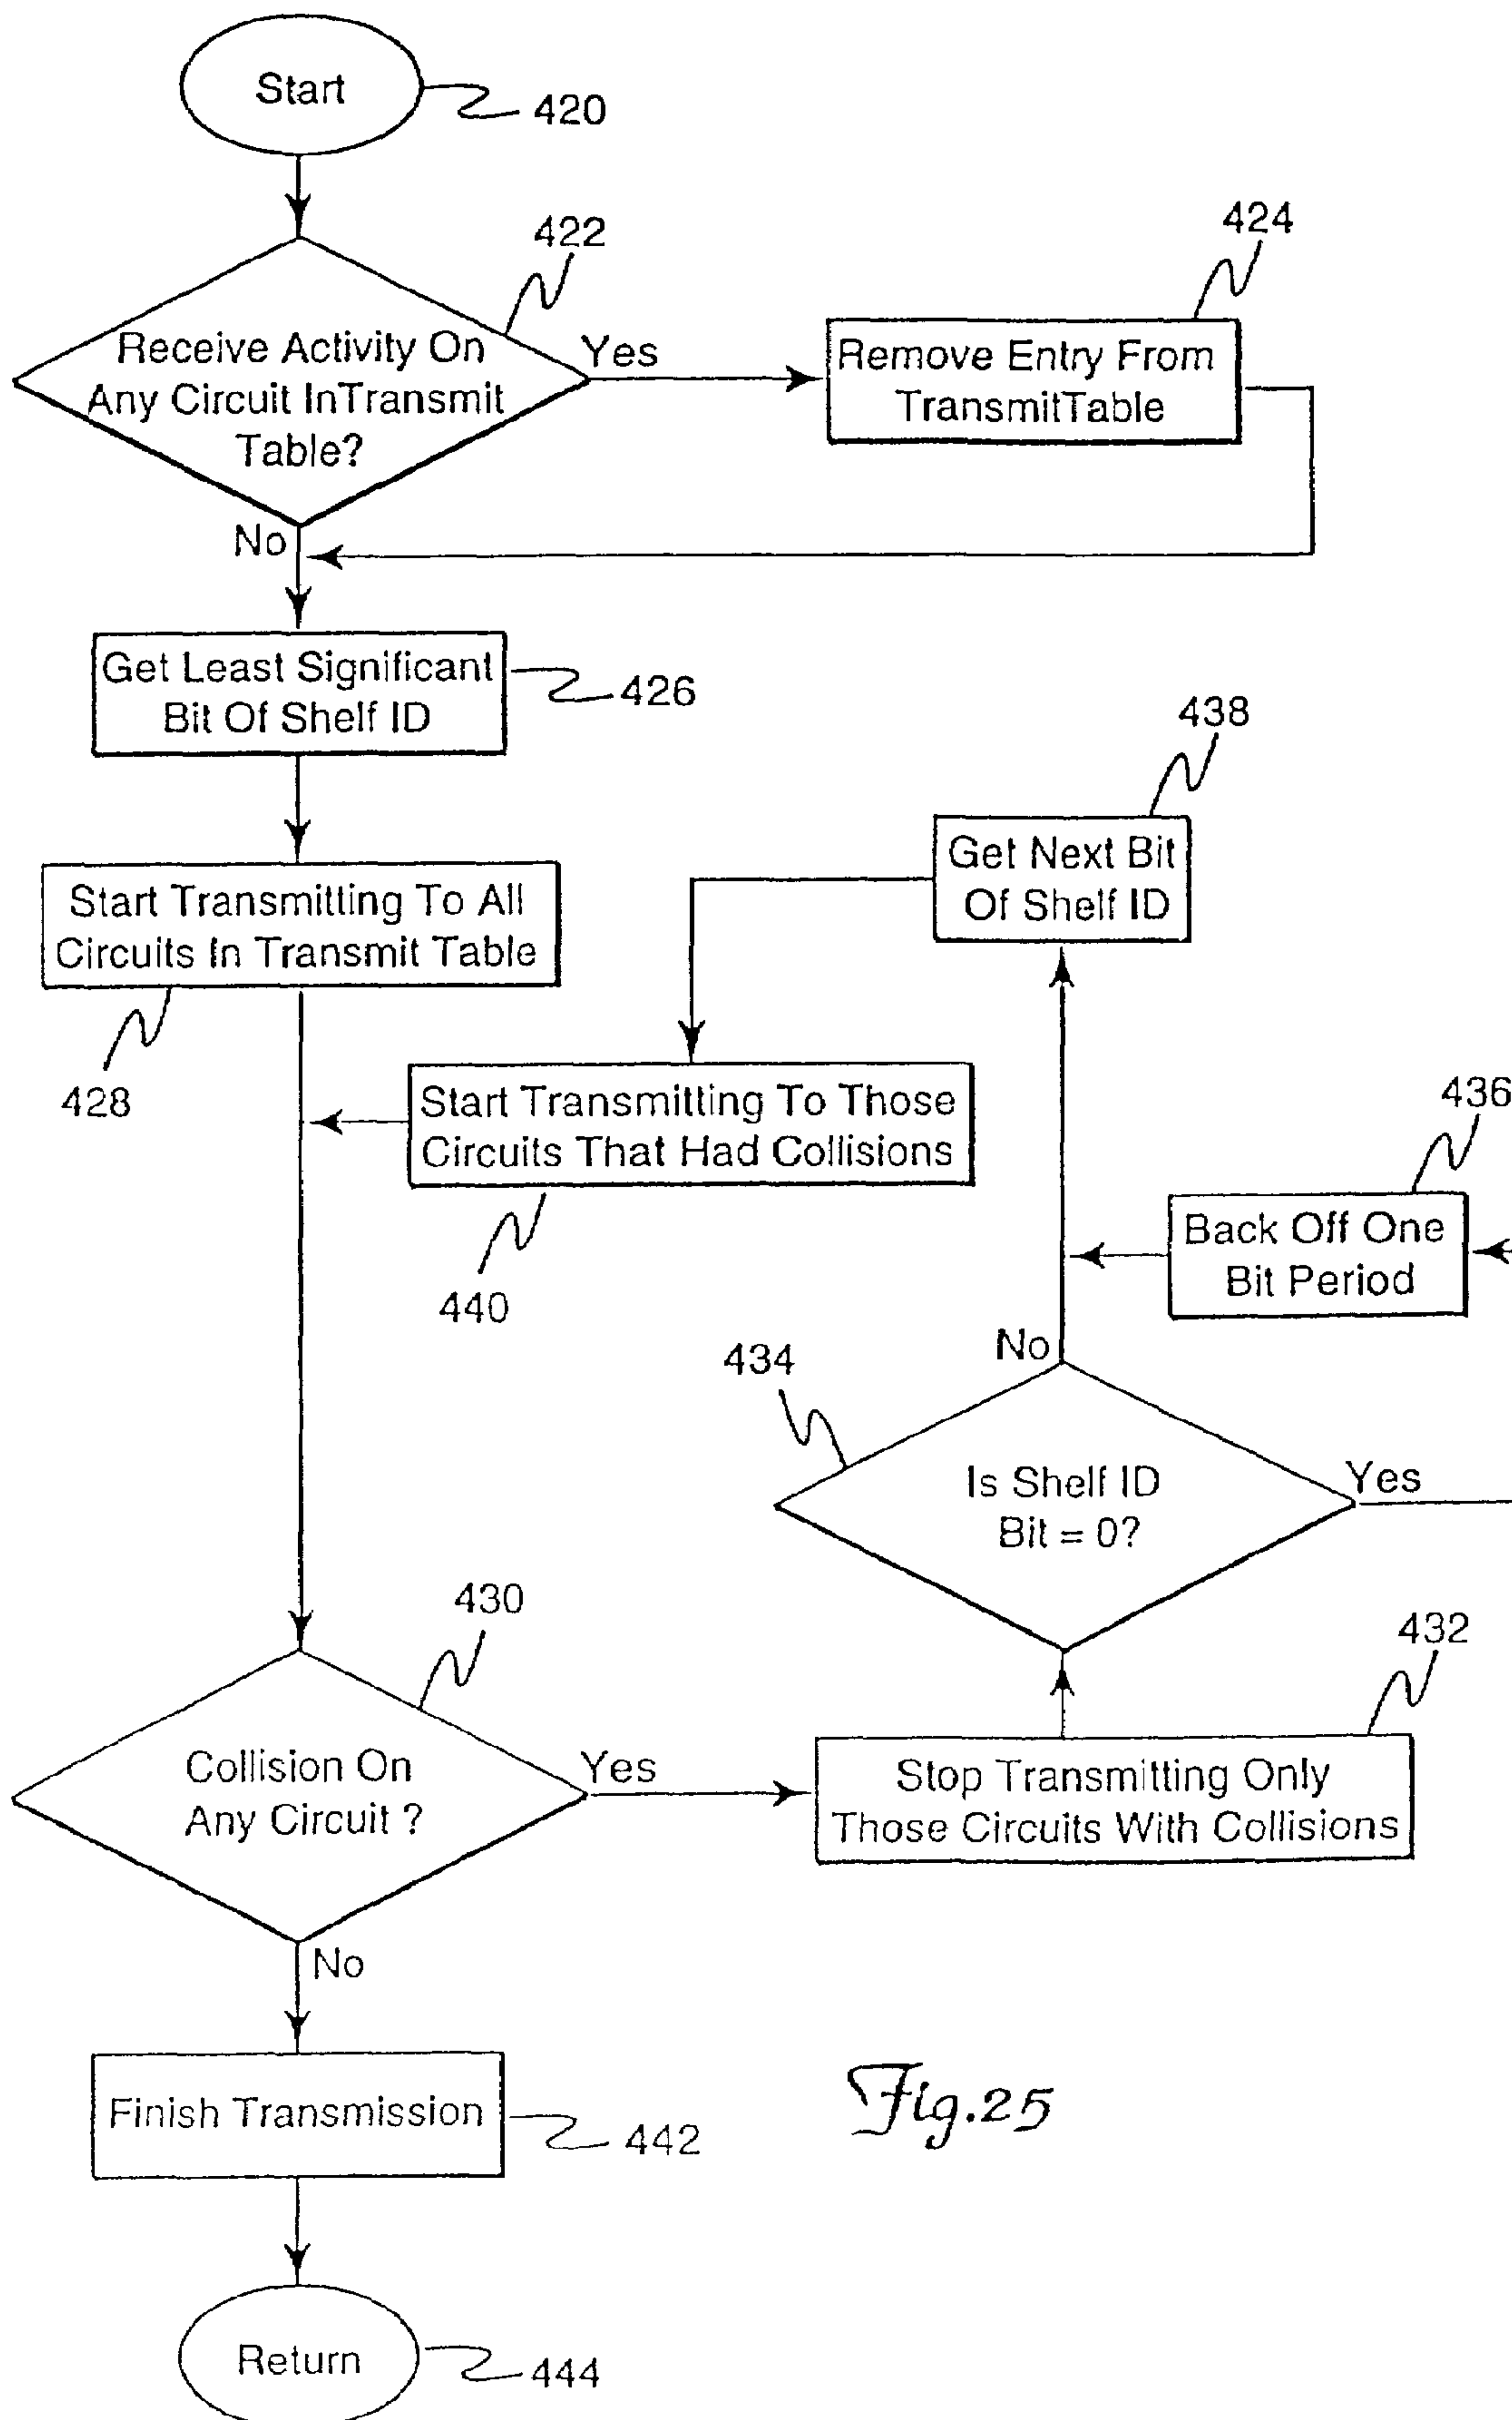 Start
420
422
424
Receive Activity On
Any Circuit InTransmit
Table?
Yes
Remove Entry From
TransmitTable
No
Get Least Significant
Bit Of Shelf ID
426
438
Get Next Bit
Of Shelf ID
Start Transmitting To All
Circuits In Transmit Table
428
Start Transmitting To Those
Circuits That Had Collisions
440
436
Back Off One
Bit Period
No
434
Is Shelf ID
Bit = 0?
Yes
430
432
Collision On
Any Circuit ?
Yes
Stop Transmitting Only
Those Circuits With Collisions
No
Finish Transmission
442
Fig.25
Return
444